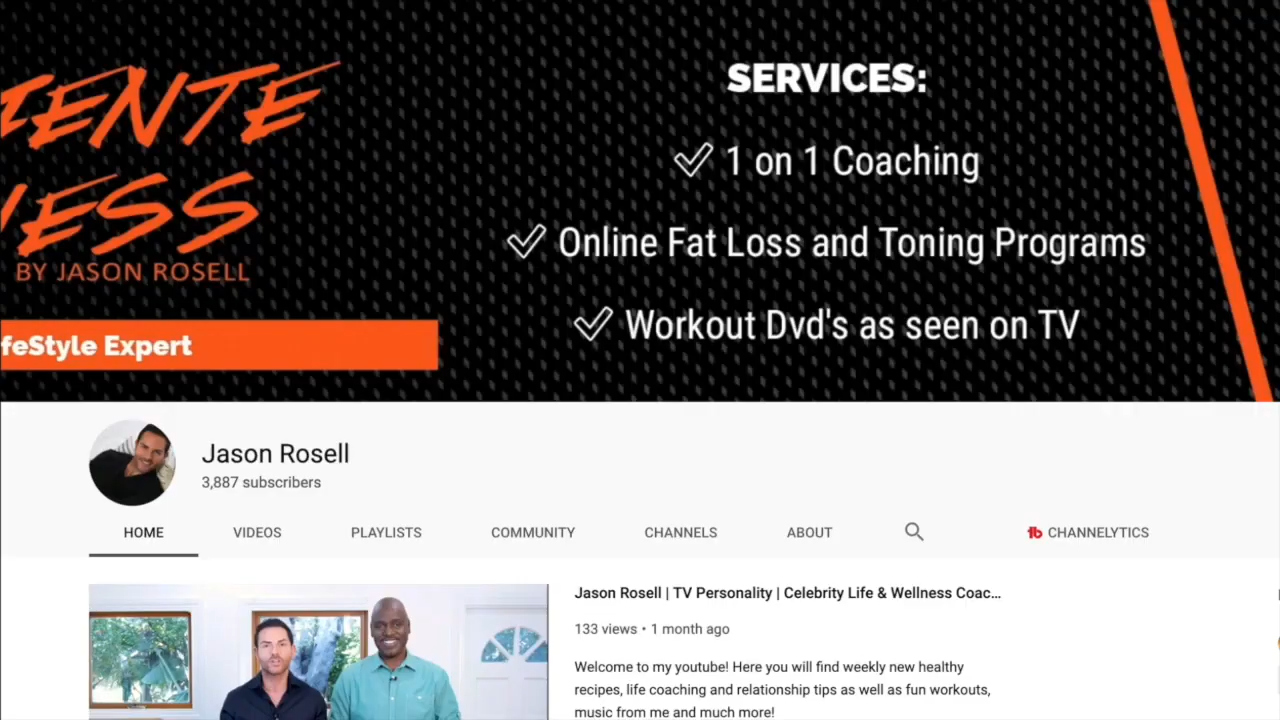 IENTE
NESS
BY JASON ROSELL
feStyle Expert
SERVICES:
1 on 1 Coaching
Online Fat Loss and Toning Programs
Workout Dvd's as seen on TV
Jason Rosell
3,887 subscribers
HOME VIDEOS PLAYLISTS COMMUNITY CHANNELS ABOUT tb CHANNELYTICS
Jason Rosell | TV Personality | Celebrity Life & Wellness Coac...
133 views • 1 month ago
Welcome to my youtube! Here you will find weekly new healthy
recipes, life coaching and relationship tips as well as fun workouts,
music from me and much more!